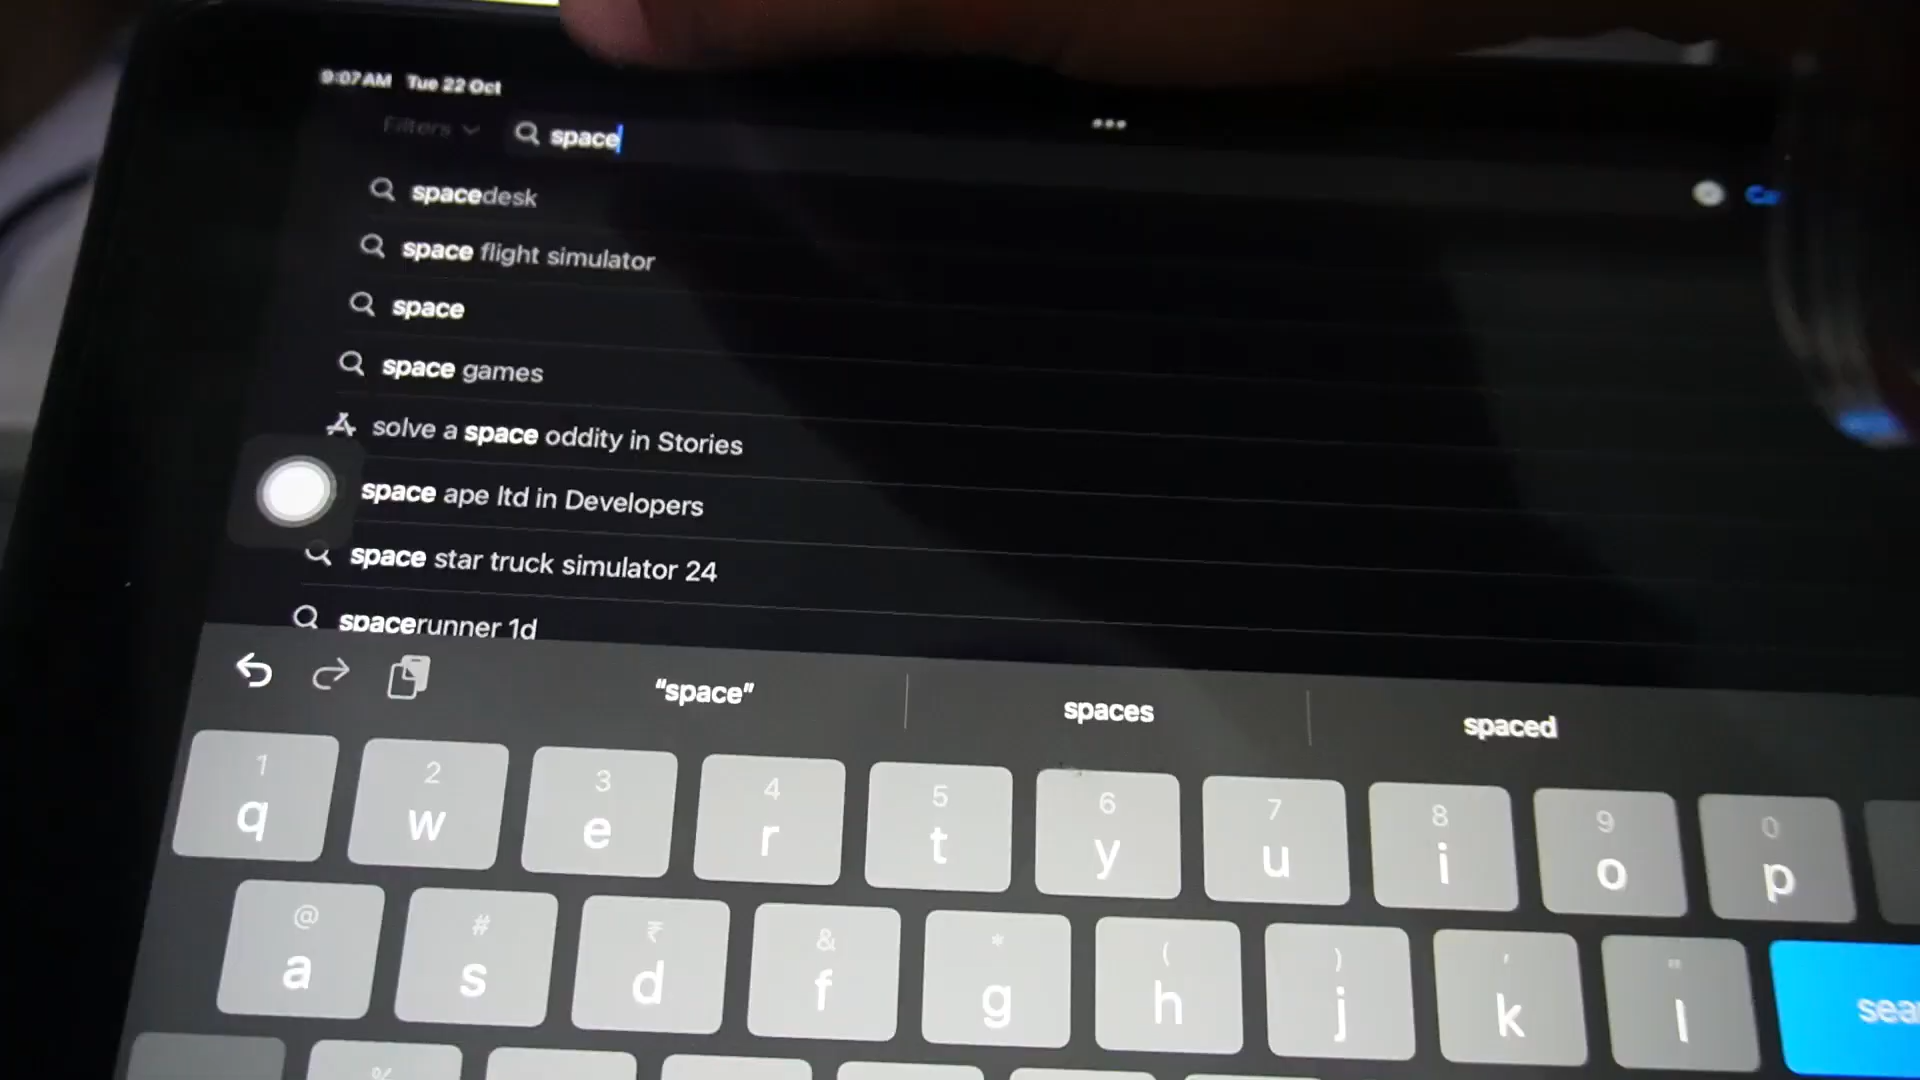 9:07 AM Tue 22 Oct
Filters
space
spacedesk
space flight simulator
space
space games
solve a space oddity in Stories
space ape ltd in Developers
space star truck simulator 24
spacerunner 1d
"space" spaces spaced
1 2 3 4 5 6 7 8 9 0
q w e r t y u i o p
@ # ₹ & * ( ) ' "
a s d f g h j k l
%